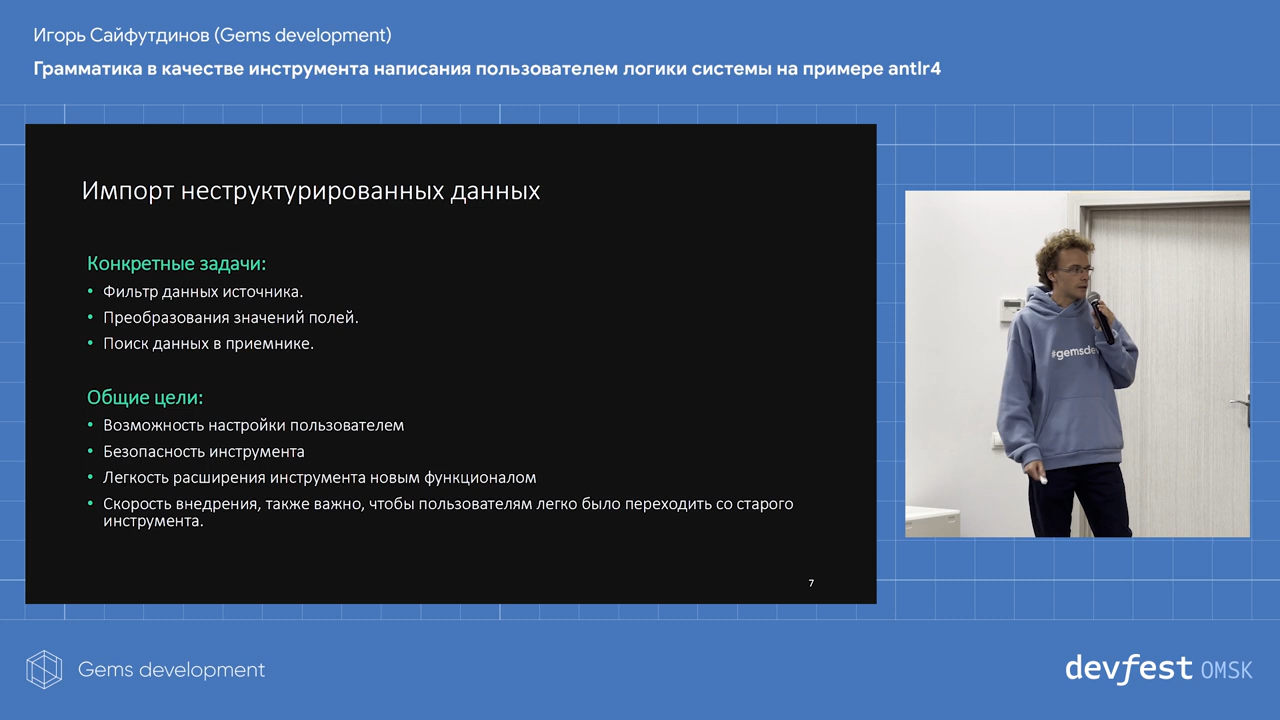 Игорь Сайфутдинов (Gems development)
Грамматика в качестве инструмента написания пользователем логики системы на примере antlr4
Импорт неструктурированных данных
Конкретные задачи:
• Фильтр данных источника.
• Преобразования значений полей.
• Поиск данных в приемнике.
Общие цели:
• Возможность настройки пользователем
• Безопасность инструмента
• Легкость расширения инструмента новым функционалом
• Скорость внедрения, также важно, чтобы пользователям легко было переходить со старого
инструмента.
7
#gemsde
Gems development
devfest OMSK